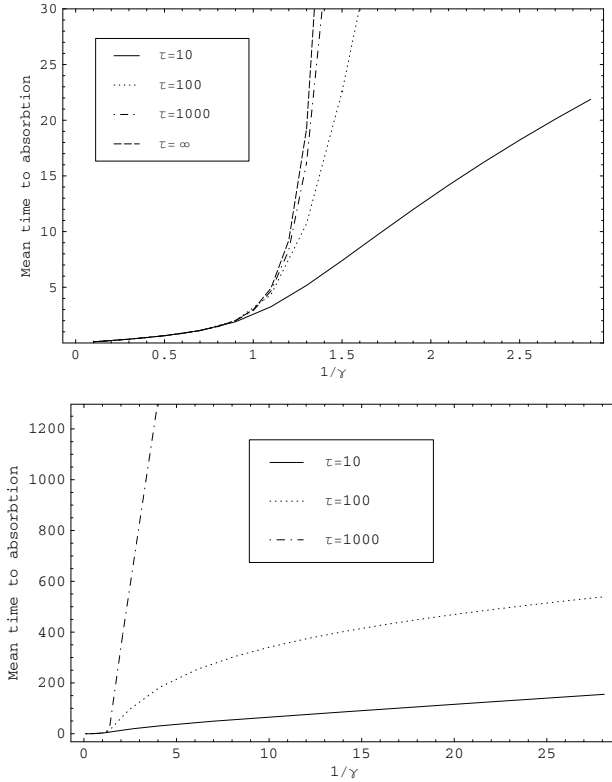 30
25
20
15
10
5
Mean time to absorbtion
τ=10
τ=100
τ=1000
τ=∞
0 0.5 1 1.5 2 2.5
1/γ
1200
1000
800
600
400
200
0
Mean time to absorbtion
τ=10
τ=100
τ=1000
0 5 10 15 20 25
1/γ